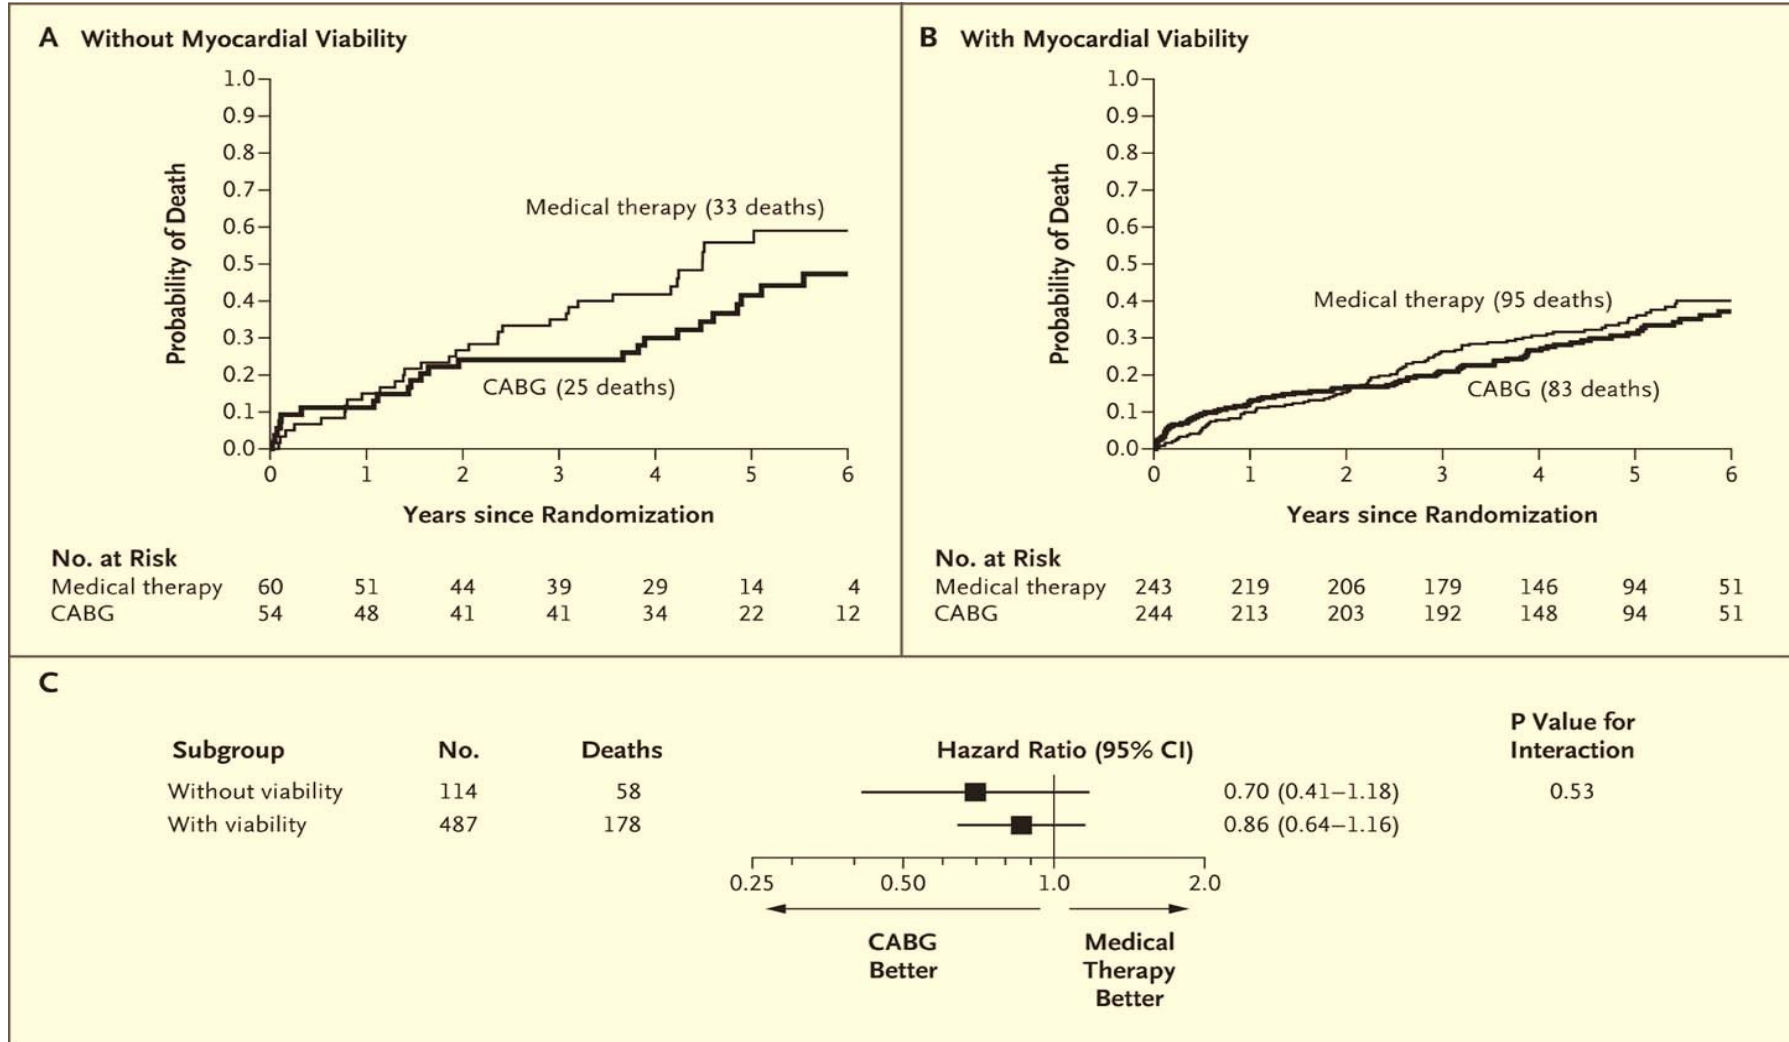 A Without Myocardial Viability
Probability of Death
1.0
0.9
0.8
0.7
0.6
0.5
0.4
0.3
0.2
0.1
0.0
Medical therapy (33 deaths)
CABG (25 deaths)
0 1 2 3 4 5 6
Years since Randomization
No. at Risk
Medical therapy 60 51 44 39 29 14 4
CABG 54 48 41 41 34 22 12
B With Myocardial Viability
Probability of Death
1.0
0.9
0.8
0.7
0.6
0.5
0.4
0.3
0.2
0.1
0.0
Medical therapy (95 deaths)
CABG (83 deaths)
0 1 2 3 4 5 6
Years since Randomization
No. at Risk
Medical therapy 243 219 206 179 146 94 51
CABG 244 213 203 192 148 94 51
C
Subgroup No. Deaths Hazard Ratio (95% CI) P Value for
Interaction
Without viability 114 58 0.70 (0.41–1.18) 0.53
With viability 487 178 0.86 (0.64–1.16)
0.25 0.50 1.0 2.0
CABG
Better
Medical
Therapy
Better